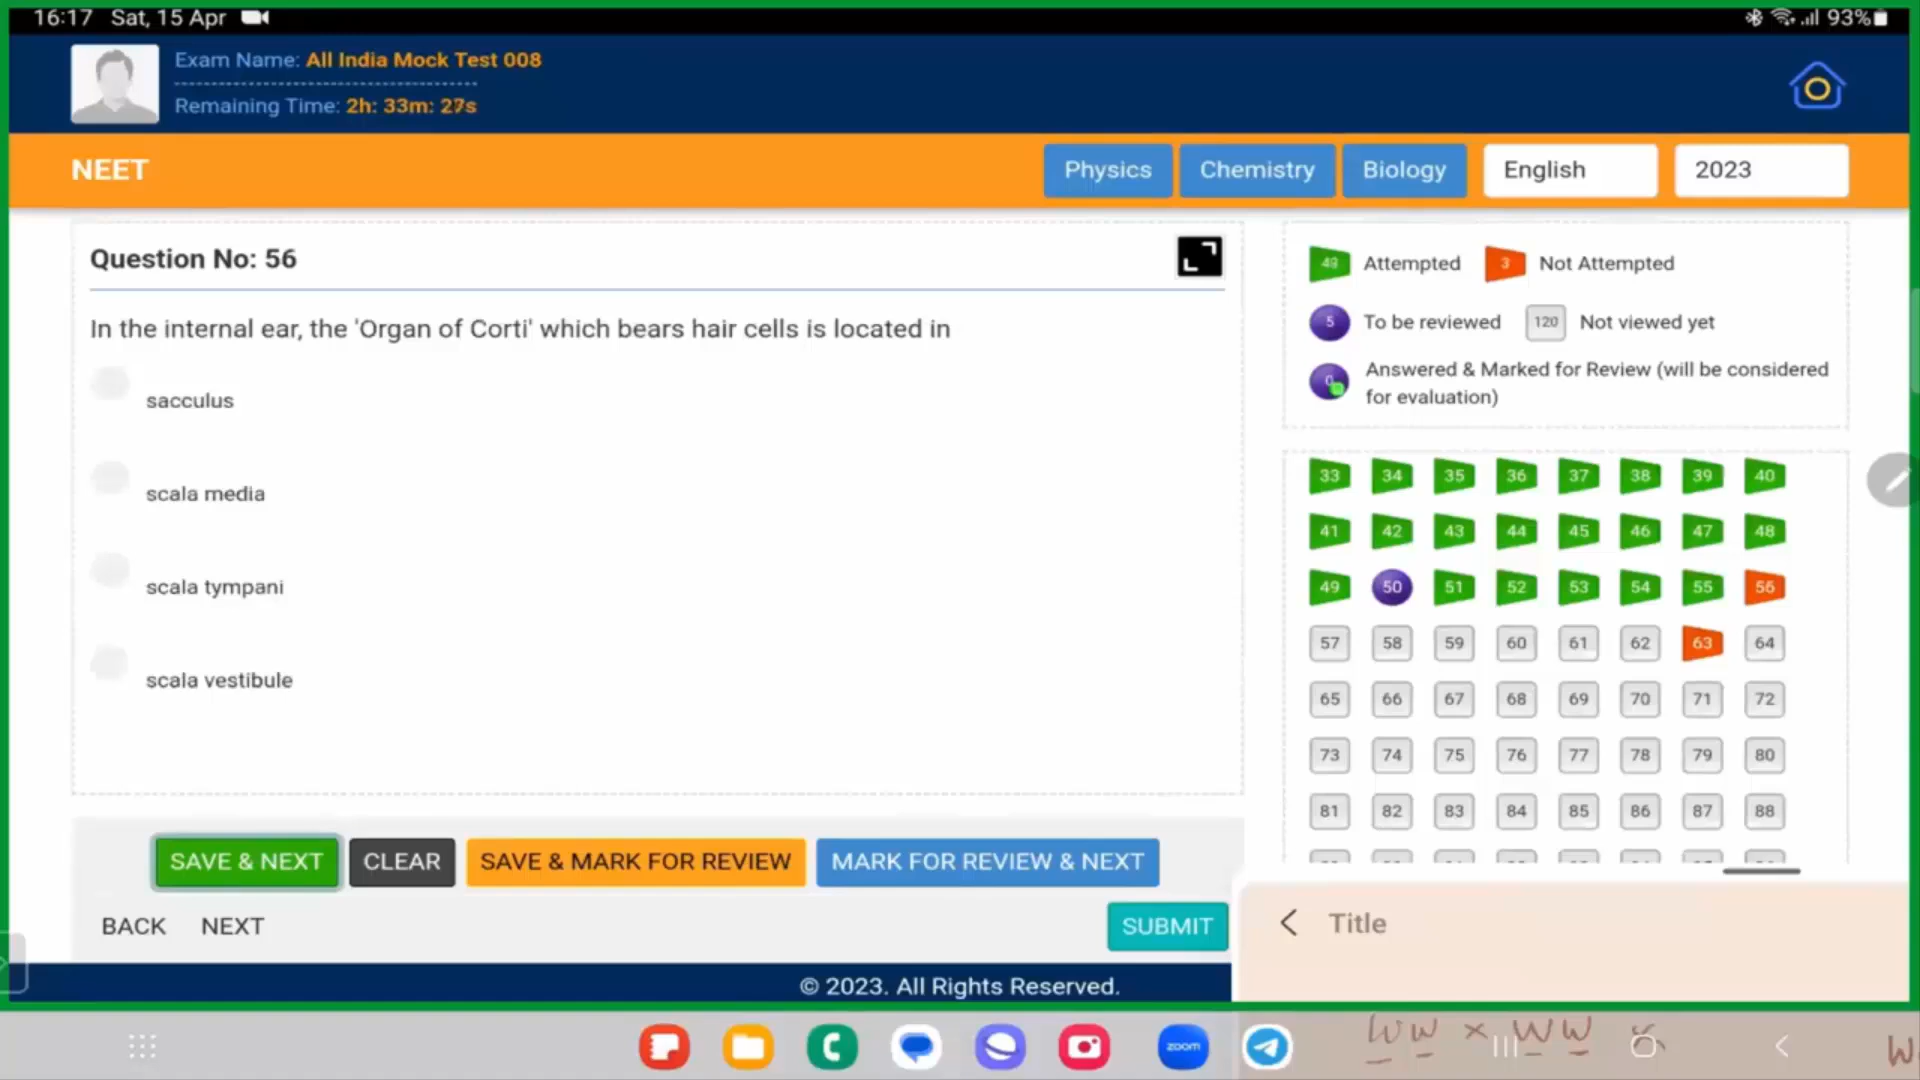 16:17 Sat, 15 Apr 93%
Exam Name: All India Mock Test 008
Remaining Time: 2h: 33m: 27s
NEET Physics Chemistry Biology English 2023
Question No: 56
In the internal ear, the 'Organ of Corti' which bears hair cells is located in
sacculus
scala media
scala tympani
scala vestibule
SAVE & NEXT CLEAR SAVE & MARK FOR REVIEW MARK FOR REVIEW & NEXT
BACK NEXT SUBMIT
49 Attempted 3 Not Attempted
5 To be reviewed 120 Not viewed yet
0 Answered & Marked for Review (will be considered
for evaluation)
33 34 35 36 37 38 39 40
41 42 43 44 45 46 47 48
49 50 51 52 53 54 55 56
57 58 59 60 61 62 63 64
65 66 67 68 69 70 71 72
73 74 75 76 77 78 79 80
81 82 83 84 85 86 87 88
Title
© 2023. All Rights Reserved.
zoom
Ww × WW
W